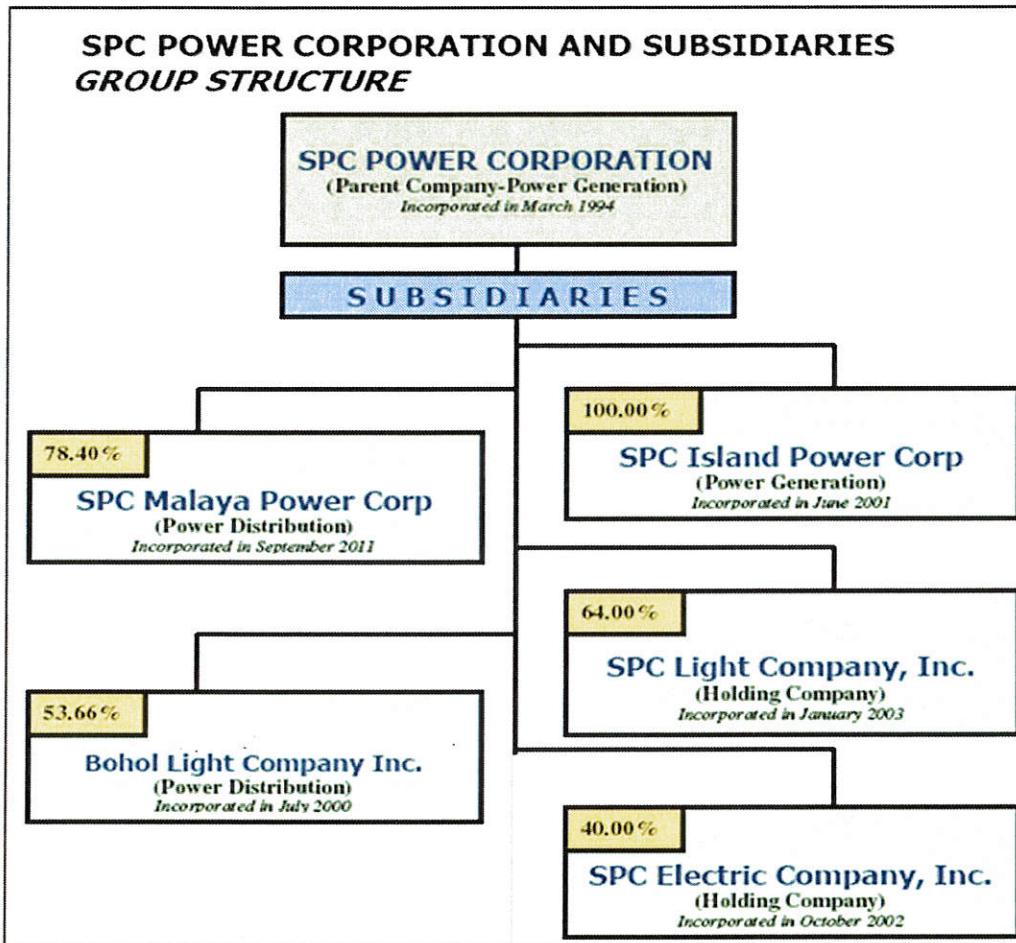 SPC POWER CORPORATION AND SUBSIDIARIES
GROUP STRUCTURE
SPC POWER CORPORATION
(Parent Company-Power Generation)
Incorporated in March 1994
SUBSIDIARIES
78.40%
SPC Malaya Power Corp
(Power Distribution)
Incorporated in September 2011
100.00%
SPC Island Power Corp
(Power Generation)
Incorporated in June 2001
53.66%
Bohol Light Company Inc.
(Power Distribution)
Incorporated in July 2000
64.00%
SPC Light Company, Inc.
(Holding Company)
Incorporated in January 2003
40.00%
SPC Electric Company, Inc.
(Holding Company)
Incorporated in October 2002